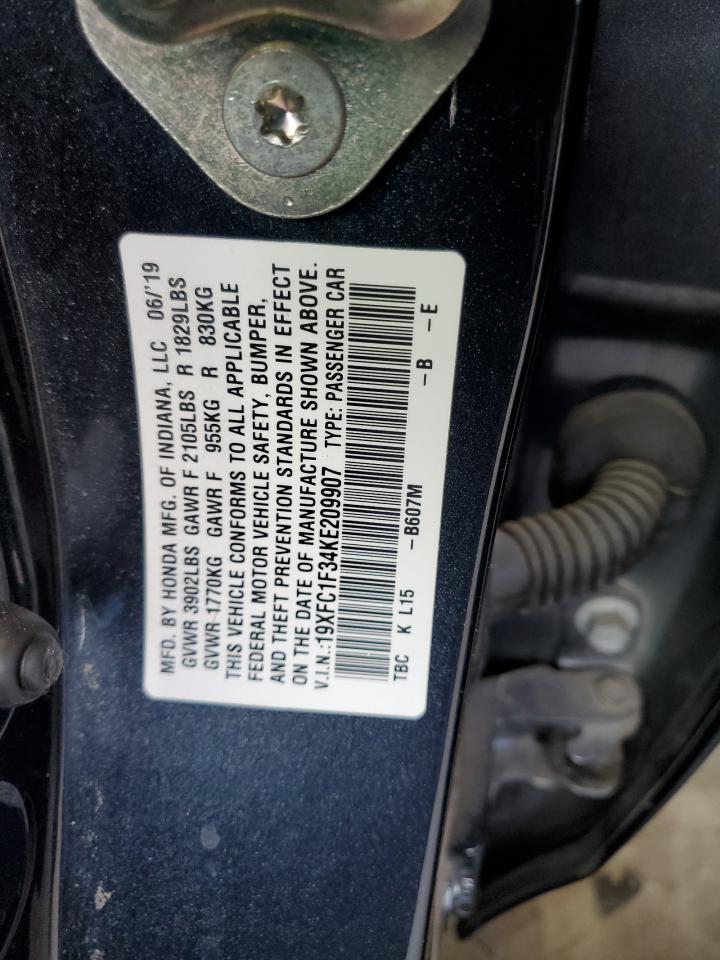 MFD. BY HONDA MFG. OF INDIANA, LLC 06/'19
GVWR 3902LBS GAWR F 2105LBS R 1829LBS
GVWR 1770KG GAWR F 955KG R 830KG
THIS VEHICLE CONFORMS TO ALL APPLICABLE
FEDERAL MOTOR VEHICLE SAFETY, BUMPER,
AND THEFT PREVENTION STANDARDS IN EFFECT
ON THE DATE OF MANUFACTURE SHOWN ABOVE.
V.I.N.:19XFC1F34KE209907 TYPE: PASSENGER CAR
TBC K L15 -B607M -B -E